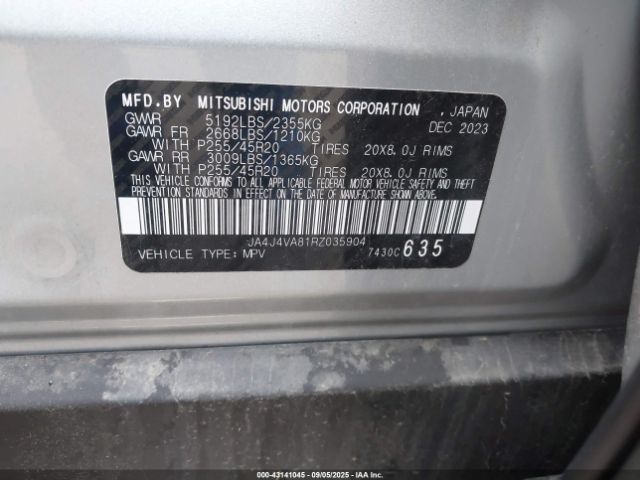 MFD.BY MITSUBISHI MOTORS CORPORATION , JAPAN
GVWR 5192LBS/2355KG DEC 2023
GAWR FR 2668LBS/1210KG
WITH P255/45R20 TIRES 20X8.0J RIMS
GAWR RR 3009LBS/1365KG
WITH P255/45R20 TIRES 20X8.0J RIMS
THIS VEHICLE CONFORMS TO ALL APPLICABLE FEDERAL MOTOR VEHICLE SAFETY AND THEFT
PREVENTION STANDARDS IN EFFECT ON THE DATE OF MANUFACTURE SHOWN ABOVE.
JA4J4VA81RZ035904
VEHICLE TYPE: MPV 7430C 635
000-43141045 - 09/05/2025 - IAAI.COM